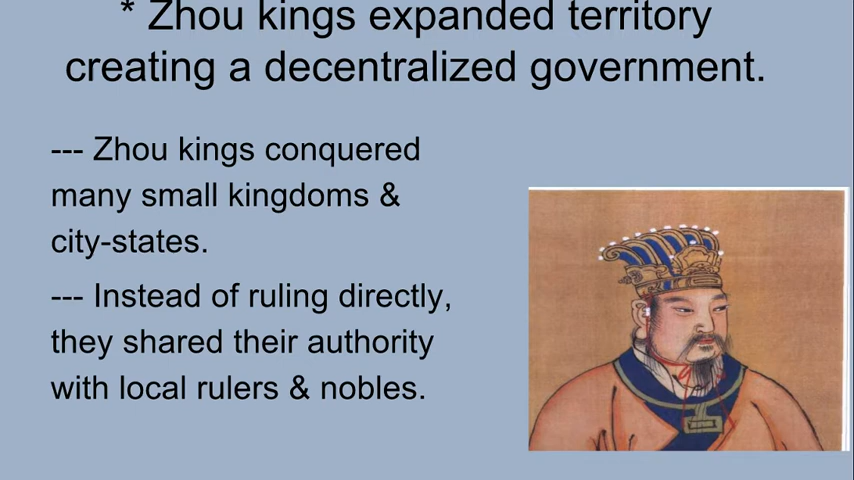 * Zhou kings expanded territory
creating a decentralized government.
--- Zhou kings conquered
many small kingdoms &
city-states.
--- Instead of ruling directly,
they shared their authority
with local rulers & nobles.